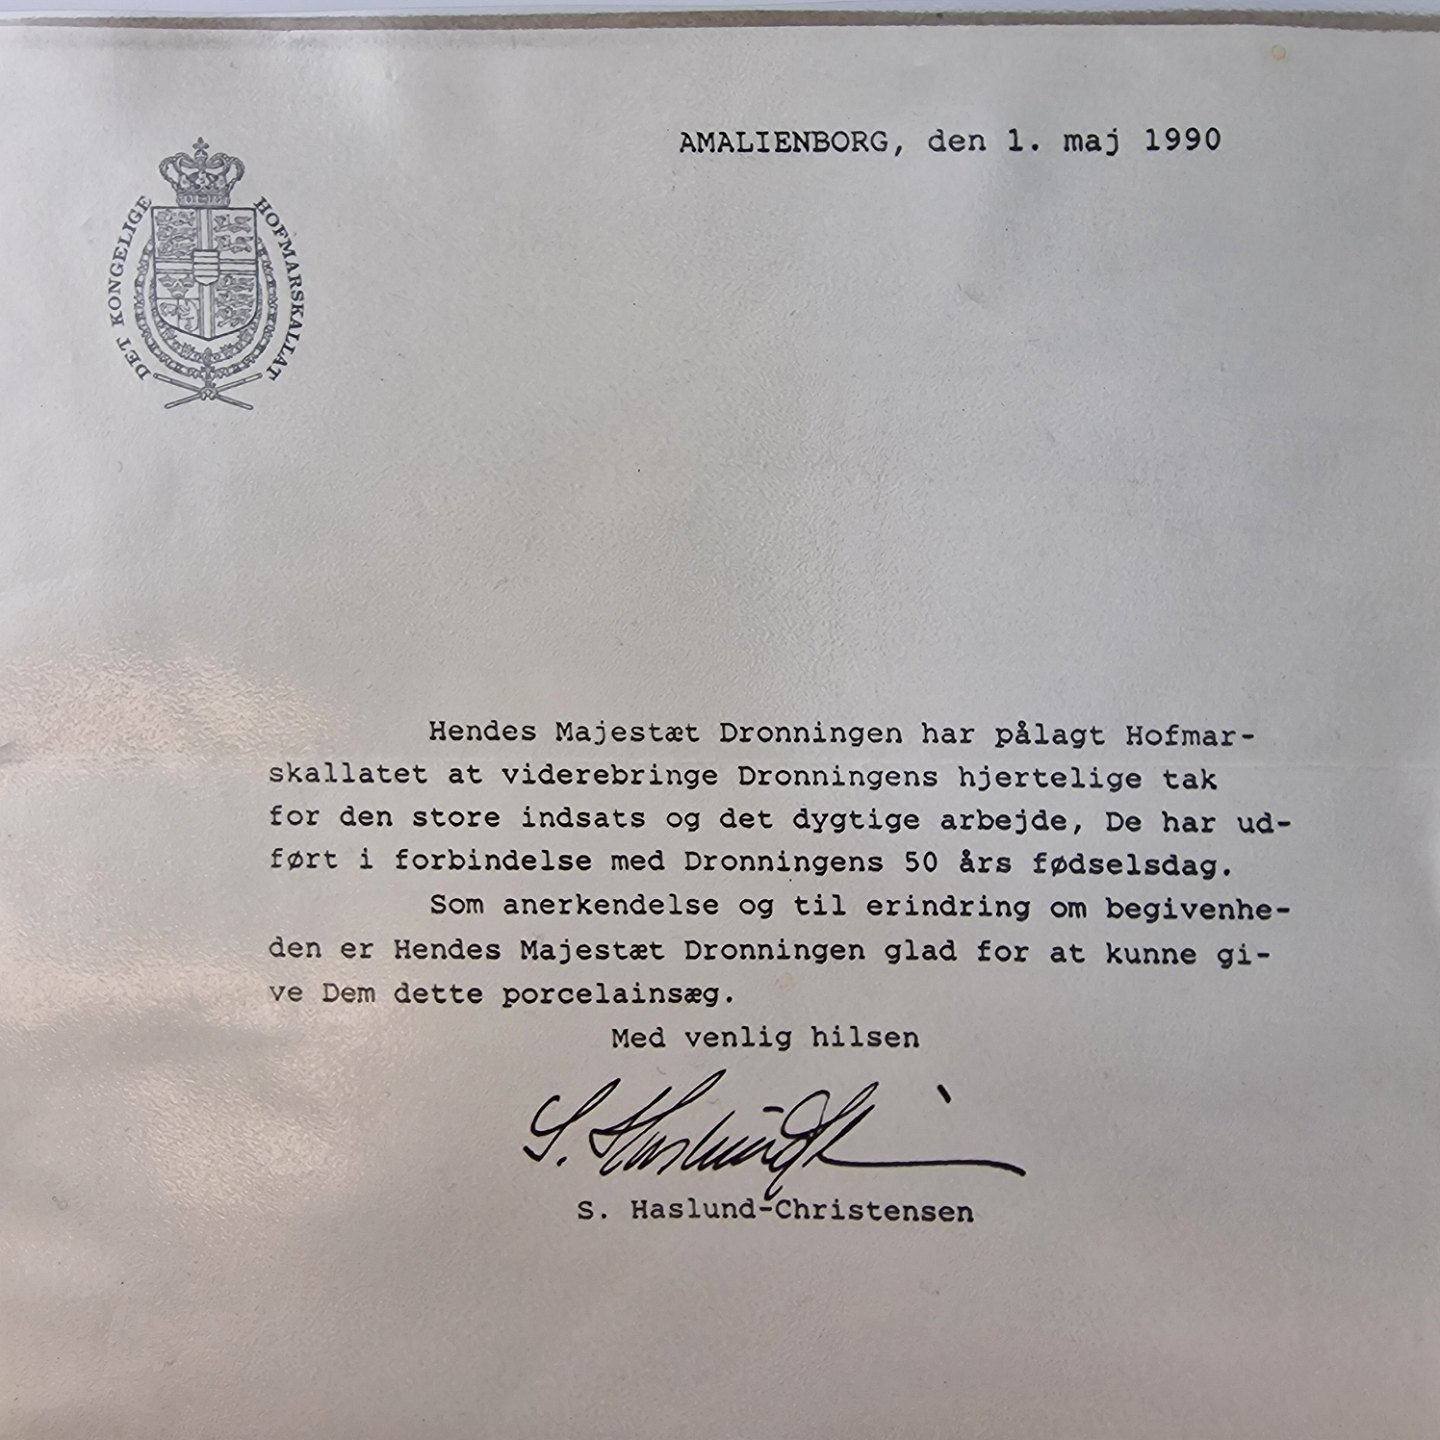 AMALIENBORG, den 1. maj 1990
DET KONGELIGE HOFMARSKALLAT
Hendes Majestæt Dronningen har pålagt Hofmar-
skallatet at viderebringe Dronningens hjertelige tak
for den store indsats og det dygtige arbejde, De har ud-
ført i forbindelse med Dronningens 50 års fødselsdag.
Som anerkendelse og til erindring om begivenhe-
den er Hendes Majestæt Dronningen glad for at kunne gi-
ve Dem dette porcelainsæg.
Med venlig hilsen
S. Haslund
S. Haslund-Christensen